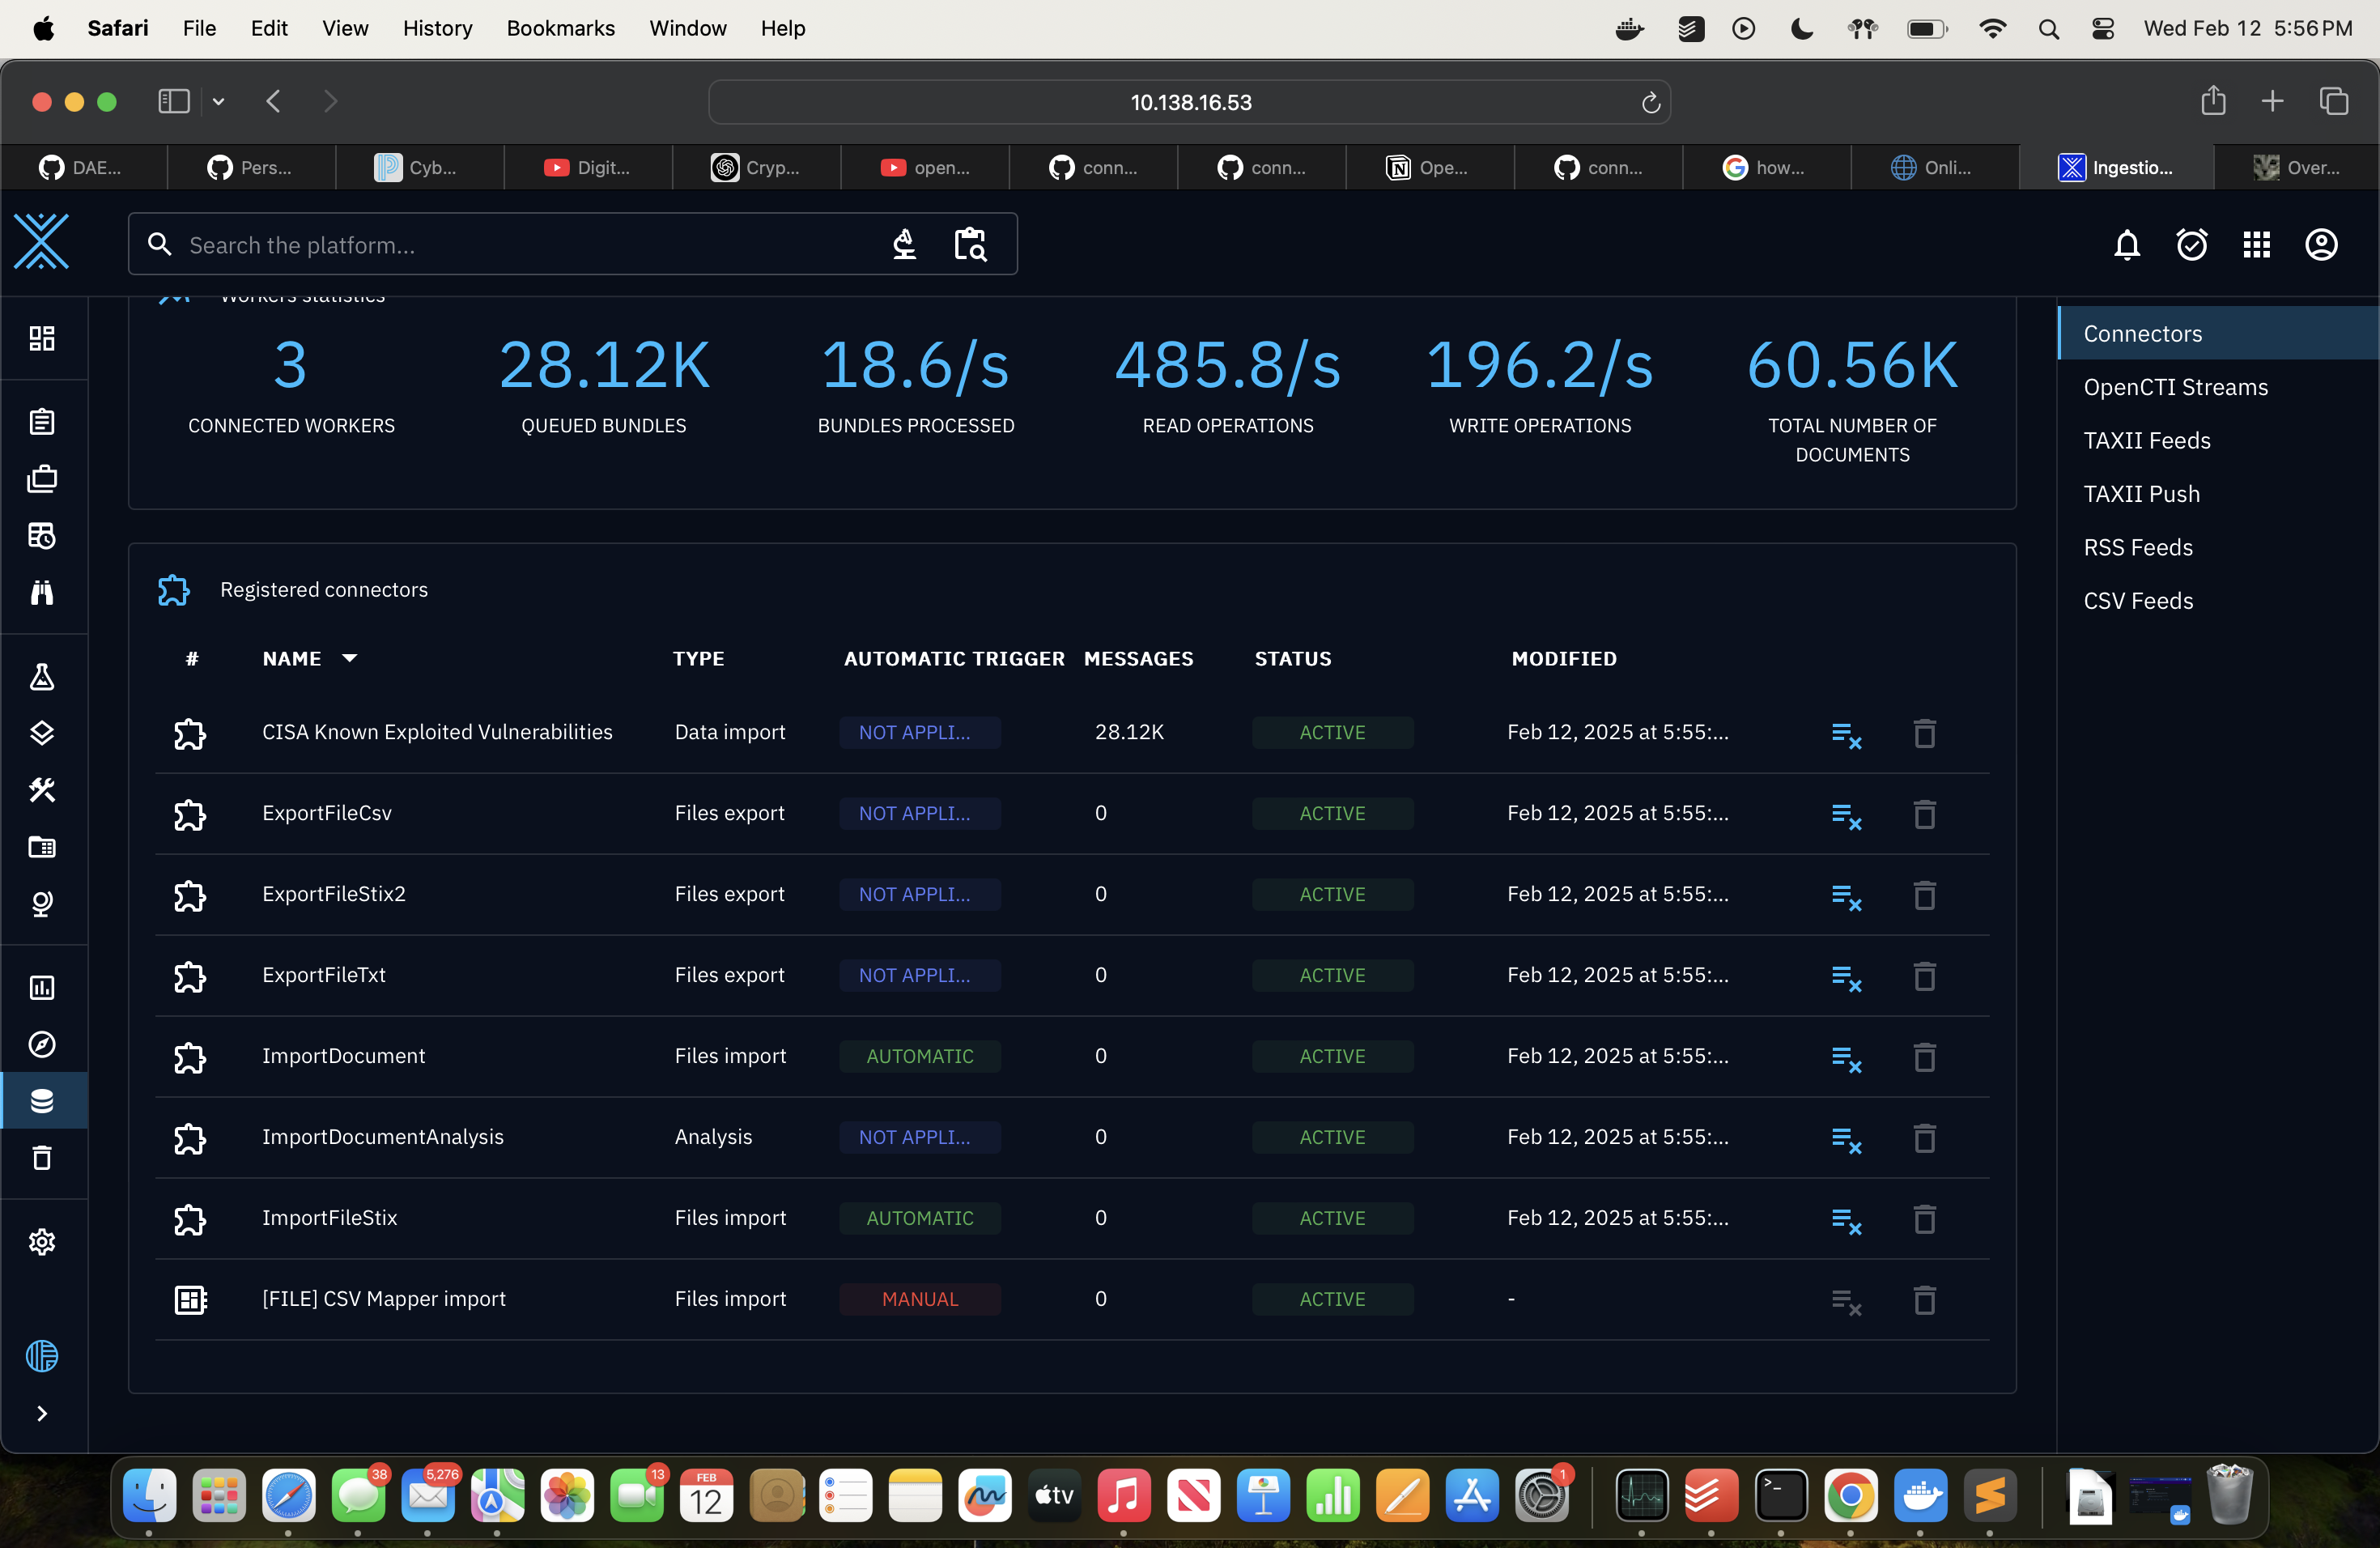 Safari File Edit View History Bookmarks Window Help Wed Feb 12 5:56 PM
10.138.16.53
DAE... Pers... Cyb... Digit... Cryp... open... conn... conn... Ope... conn... how... Onli... Ingestio... Over...
Search the platform...
Workers statistics
3 28.12K 18.6/s 485.8/s 196.2/s 60.56K
CONNECTED WORKERS QUEUED BUNDLES BUNDLES PROCESSED READ OPERATIONS WRITE OPERATIONS TOTAL NUMBER OF
DOCUMENTS
Registered connectors
# NAME TYPE AUTOMATIC TRIGGER MESSAGES STATUS MODIFIED
CISA Known Exploited Vulnerabilities Data import NOT APPLI... 28.12K ACTIVE Feb 12, 2025 at 5:55:...
ExportFileCsv Files export NOT APPLI... 0 ACTIVE Feb 12, 2025 at 5:55:...
ExportFileStix2 Files export NOT APPLI... 0 ACTIVE Feb 12, 2025 at 5:55:...
ExportFileTxt Files export NOT APPLI... 0 ACTIVE Feb 12, 2025 at 5:55:...
ImportDocument Files import AUTOMATIC 0 ACTIVE Feb 12, 2025 at 5:55:...
ImportDocumentAnalysis Analysis NOT APPLI... 0 ACTIVE Feb 12, 2025 at 5:55:...
ImportFileStix Files import AUTOMATIC 0 ACTIVE Feb 12, 2025 at 5:55:...
[FILE] CSV Mapper import Files import MANUAL 0 ACTIVE -
Connectors
OpenCTI Streams
TAXII Feeds
TAXII Push
RSS Feeds
CSV Feeds
38 5,276 13 FEB 12 tv 1